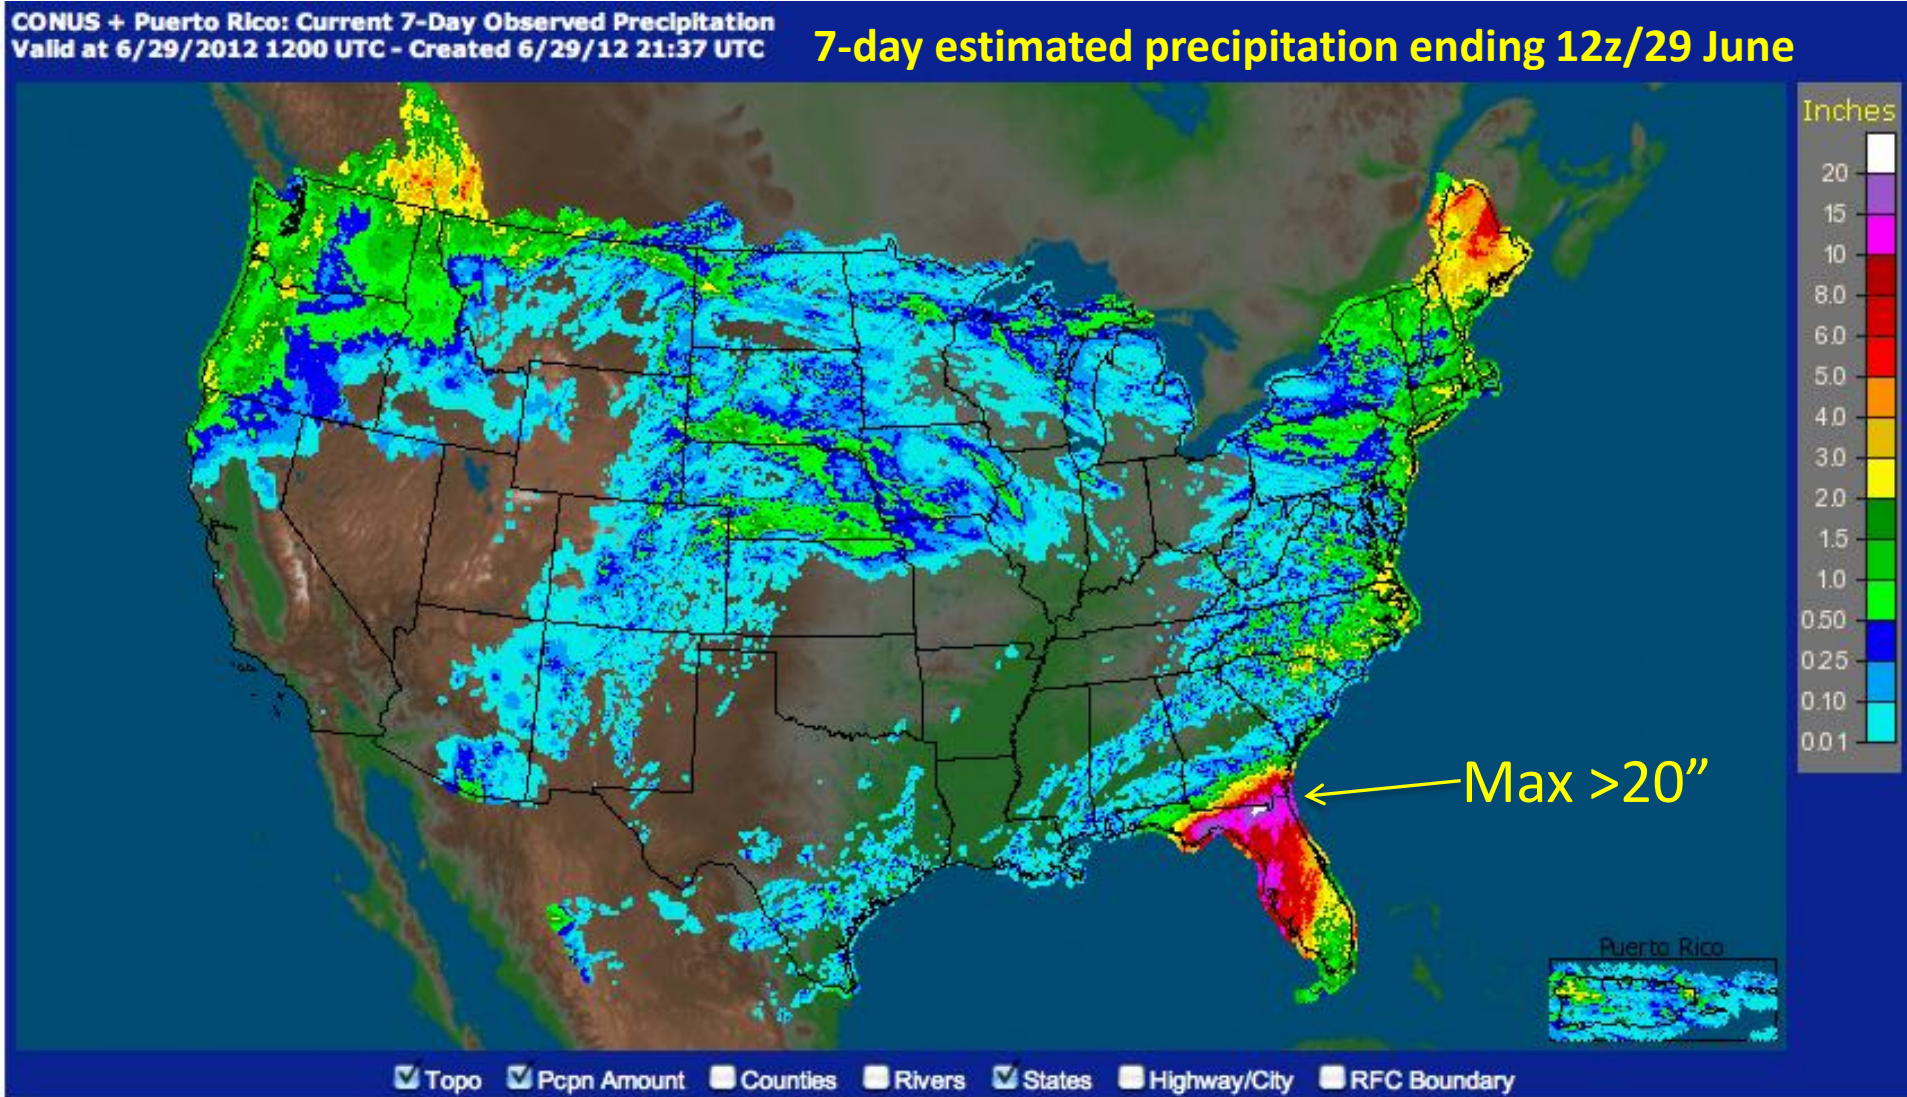 CONUS + Puerto Rico: Current 7-Day Observed Precipitation
Valid at 6/29/2012 1200 UTC - Created 6/29/12 21:37 UTC
7-day estimated precipitation ending 12z/29 June
Inches
20
15
10
8.0
6.0
5.0
4.0
3.0
2.0
1.5
1.0
0.50
0.25
0.10
0.01
Max >20”
Puerto Rico
Topo Pcpn Amount Counties Rivers States Highway/City RFC Boundary